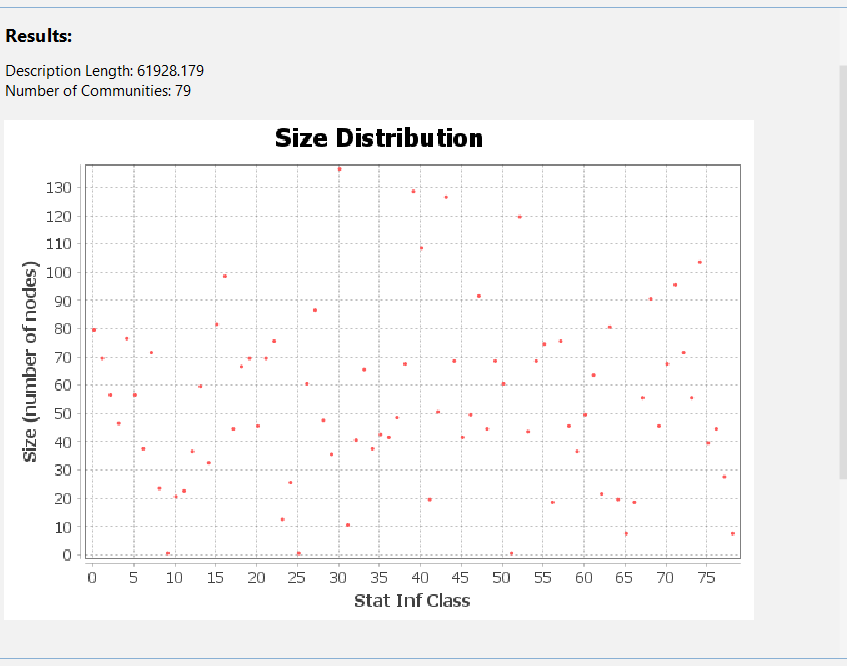 Results:
Description Length: 61928.179
Number of Communities: 79
Size Distribution
Size (number of nodes)
130
120
110
100
90
80
70
60
50
40
30
20
10
0
0 5 10 15 20 25 30 35 40 45 50 55 60 65 70 75
Stat Inf Class